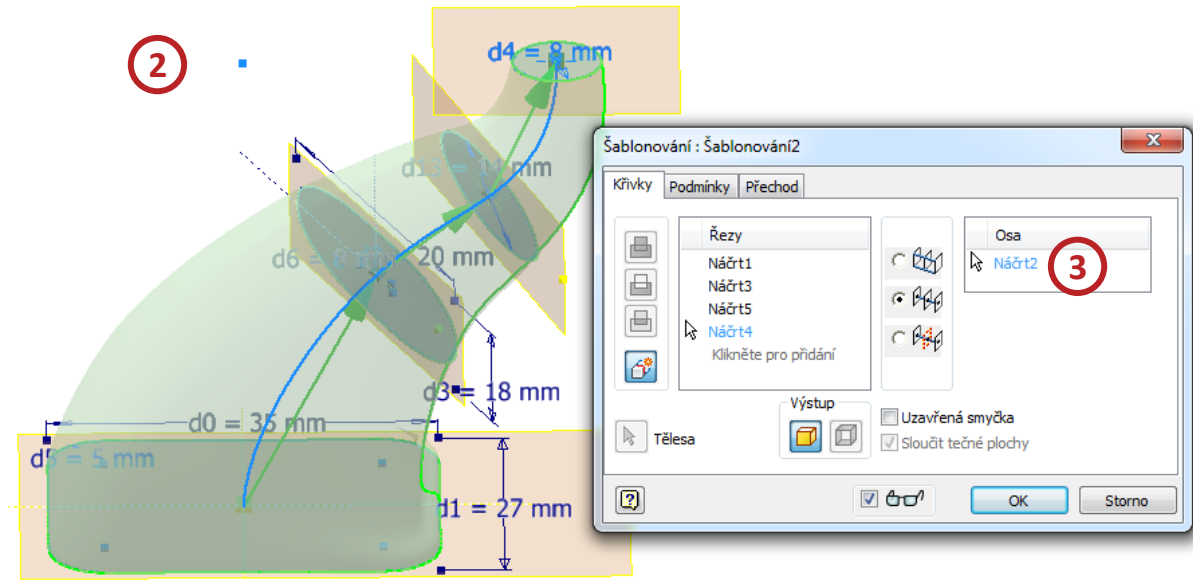 2
d4 = 8 mm
d13 = 14 mm
d6 = 8 mm
20 mm
d3 = 18 mm
d0 = 35 mm
d5 = 5 mm
d1 = 27 mm
Šablonování : Šablonování2
Křivky Podmínky Přechod
Řezy
Náčrt1
Náčrt3
Náčrt5
Náčrt4
Klikněte pro přidání
Osa
Náčrt2
3
Tělesa
Výstup
Uzavřená smyčka
Sloučit tečné plochy
OK
Storno